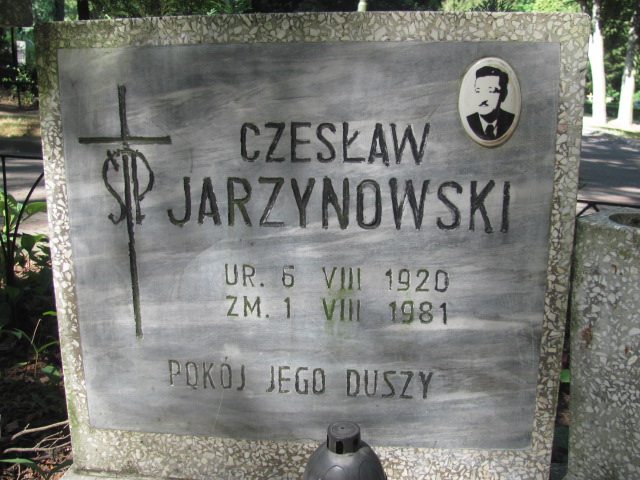 ŚP
CZESŁAW
JARZYNOWSKI
UR. 6 VIII 1920
ZM. 1 VIII 1981
POKÓJ JEGO DUSZY